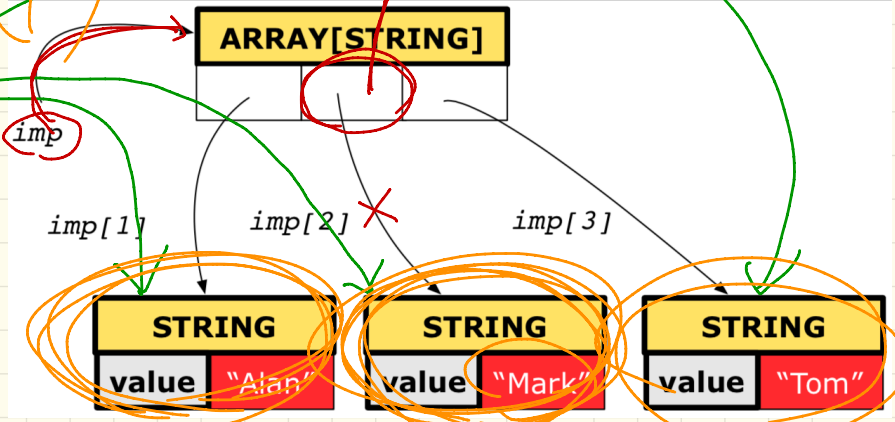 ARRAY[STRING]
imp
imp[1] imp[2] imp[3]
STRING STRING STRING
value "Alan" value "Mark" value "Tom"